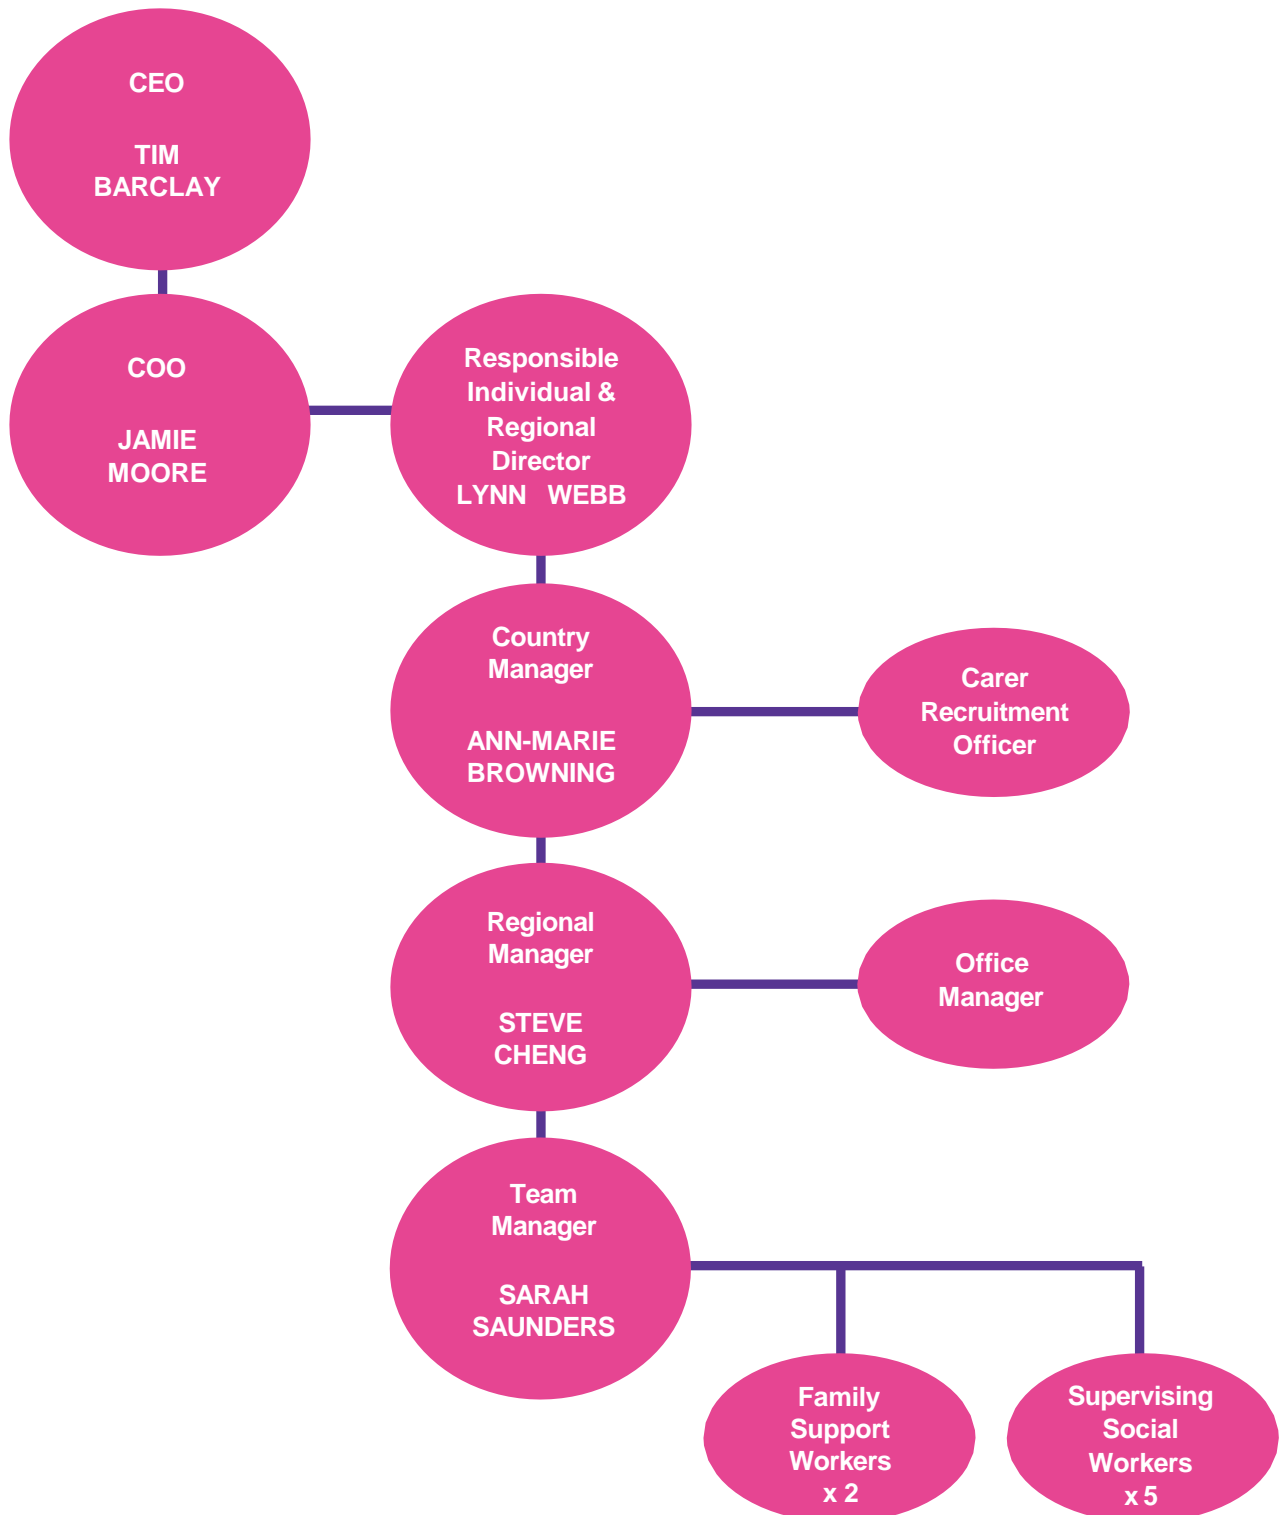 CEO
TIM
BARCLAY
COO
JAMIE
MOORE
Responsible
Individual &
Regional
Director
LYNN WEBB
Country
Manager
ANN-MARIE
BROWNING
Carer
Recruitment
Officer
Regional
Manager
STEVE
CHENG
Office
Manager
Team
Manager
SARAH
SAUNDERS
Family
Support
Workers
x 2
Supervising
Social
Workers
x 5